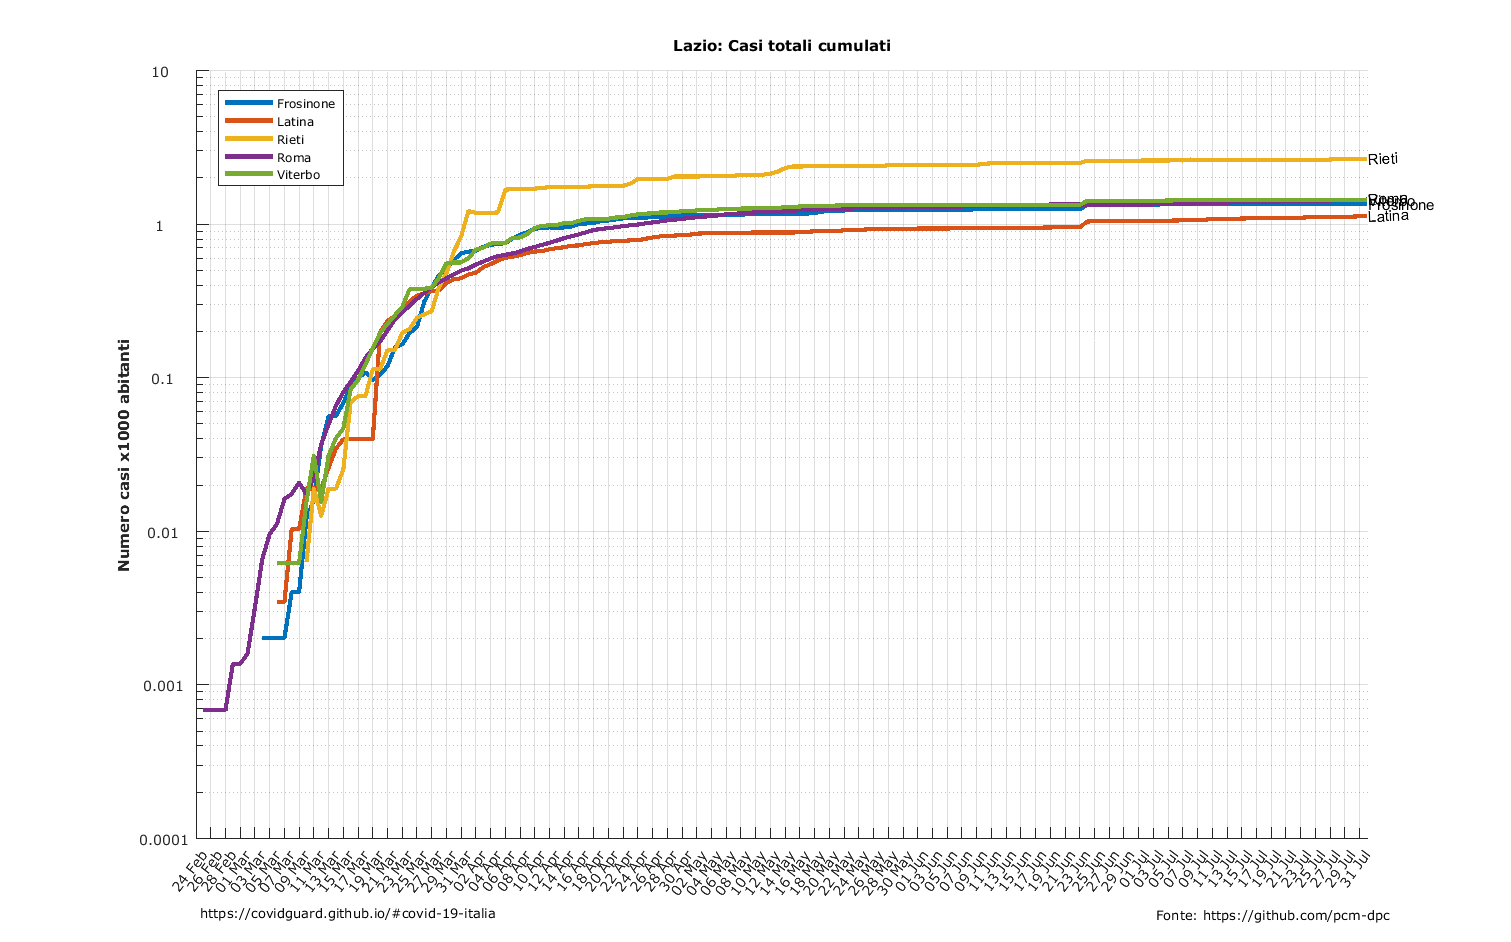 Lazio: Casi totali cumulati
10
1
0.1
0.01
0.001
0.0001
Numero casi x1000 abitanti
Frosinone
Latina
Rieti
Roma
Viterbo
Rieti
Roma
Viterbo
Frosinone
Latina
24 Feb
26 Feb
28 Feb
01 Mar
03 Mar
05 Mar
07 Mar
09 Mar
11 Mar
13 Mar
15 Mar
17 Mar
19 Mar
21 Mar
23 Mar
25 Mar
27 Mar
29 Mar
31 Mar
02 Apr
04 Apr
06 Apr
08 Apr
10 Apr
12 Apr
14 Apr
16 Apr
18 Apr
20 Apr
22 Apr
24 Apr
26 Apr
28 Apr
30 Apr
02 May
04 May
06 May
08 May
10 May
12 May
14 May
16 May
18 May
20 May
22 May
24 May
26 May
28 May
30 May
01 Jun
03 Jun
05 Jun
07 Jun
09 Jun
11 Jun
13 Jun
15 Jun
17 Jun
19 Jun
21 Jun
23 Jun
25 Jun
27 Jun
29 Jun
01 Jul
03 Jul
05 Jul
07 Jul
09 Jul
11 Jul
13 Jul
15 Jul
17 Jul
19 Jul
21 Jul
23 Jul
25 Jul
27 Jul
29 Jul
31 Jul
https://covidguard.github.io/#covid-19-italia
Fonte: https://github.com/pcm-dpc